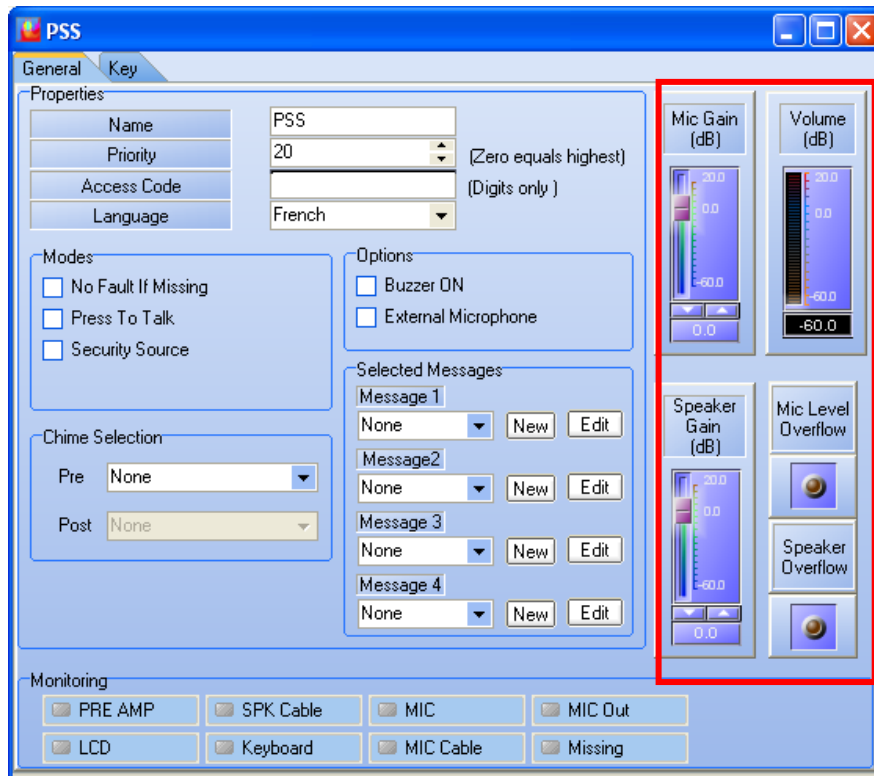 PSS
General Key
Properties
Name PSS
Priority 20 (Zero equals highest)
Access Code (Digits only )
Language French
Modes
No Fault If Missing
Press To Talk
Security Source
Options
Buzzer ON
External Microphone
Chime Selection
Pre None
Post None
Selected Messages
Message 1
None New Edit
Message2
None New Edit
Message 3
None New Edit
Message 4
None New Edit
Mic Gain
(dB)
20.0
0.0
-60.0
0.0
Volume
(dB)
20.0
0.0
-60.0
-60.0
Speaker
Gain
(dB)
20.0
0.0
-60.0
0.0
Mic Level
Overflow
Speaker
Overflow
Monitoring
PRE AMP SPK Cable MIC MIC Out
LCD Keyboard MIC Cable Missing